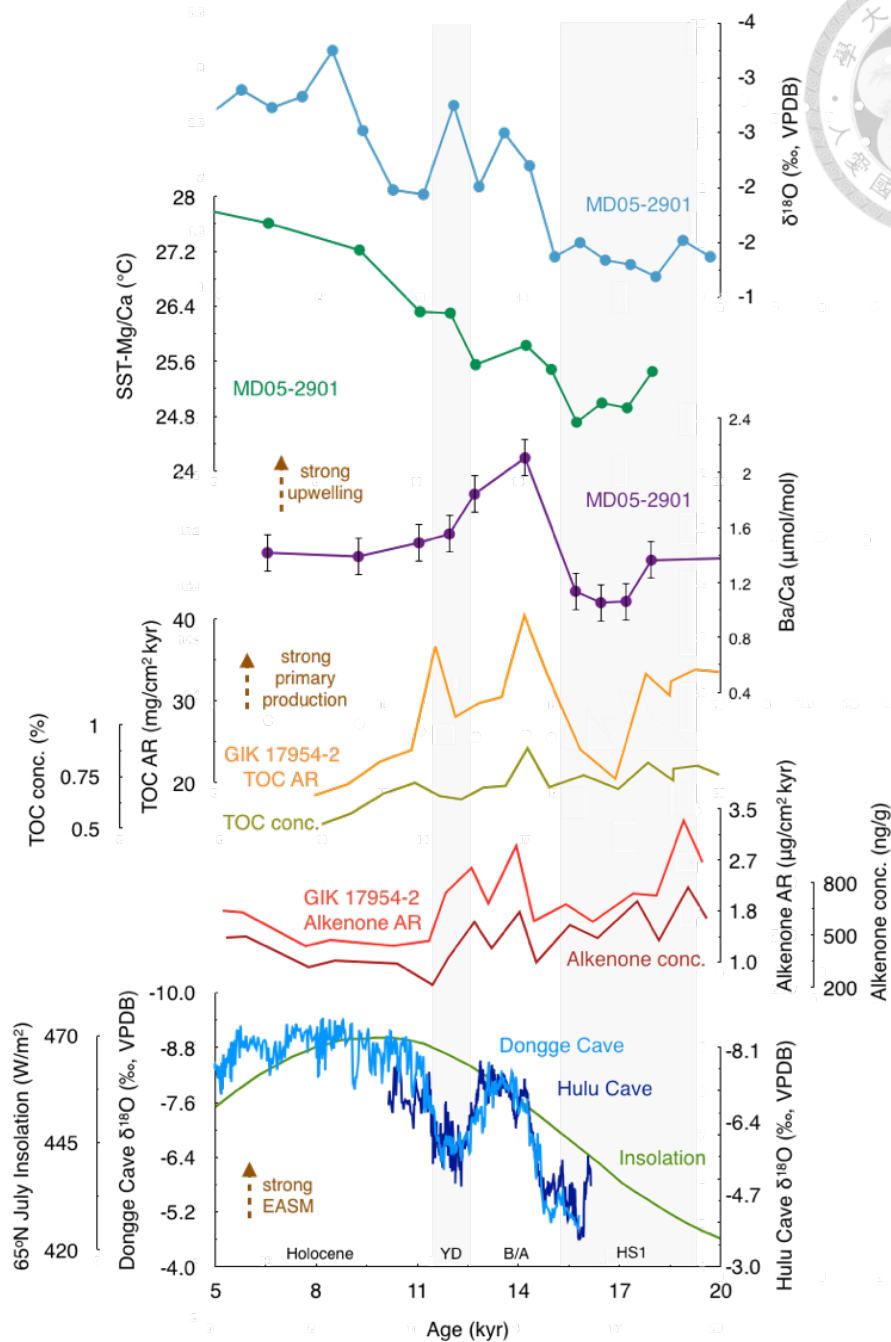 -4
-3
-3
-2
-2
-1
δ¹⁸O (‰, VPDB)
MD05-2901
28
27.2
26.4
25.6
24.8
24
SST-Mg/Ca (°C)
MD05-2901
2.4
2
1.6
1.2
0.8
0.4
Ba/Ca (μmol/mol)
strong
upwelling
MD05-2901
40
30
20
TOC AR (mg/cm² kyr)
1
0.75
0.5
TOC conc. (%)
strong
primary
production
GIK 17954-2
TOC AR
TOC conc.
3.5
2.7
1.8
1.0
Alkenone AR (μg/cm² kyr)
800
500
200
Alkenone conc. (ng/g)
GIK 17954-2
Alkenone AR
Alkenone conc.
470
445
420
65ºN July Insolation (W/m²)
-10.0
-8.8
-7.6
-6.4
-5.2
-4.0
Dongge Cave δ¹⁸O (‰, VPDB)
Dongge Cave
Hulu Cave
Insolation
strong
EASM
-8.1
-6.4
-4.7
-3.0
Hulu Cave δ¹⁸O (‰, VPDB)
Holocene YD B/A HS1
5 8 11 14 17 20
Age (kyr)
學 大
人 愛 國